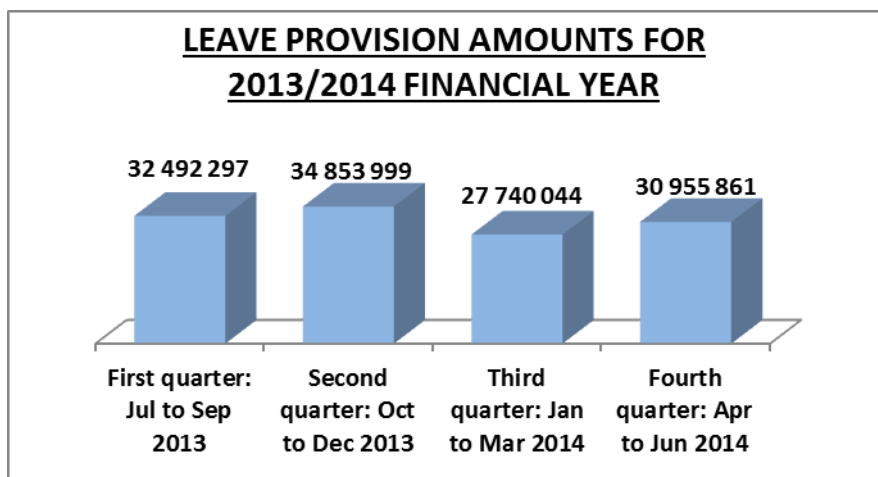 LEAVE PROVISION AMOUNTS FOR
2013/2014 FINANCIAL YEAR
32 492 297
34 853 999
27 740 044
30 955 861
First quarter:
Jul to Sep
2013
Second
quarter: Oct
to Dec 2013
Third
quarter: Jan
to Mar 2014
Fourth
quarter: Apr
to Jun 2014